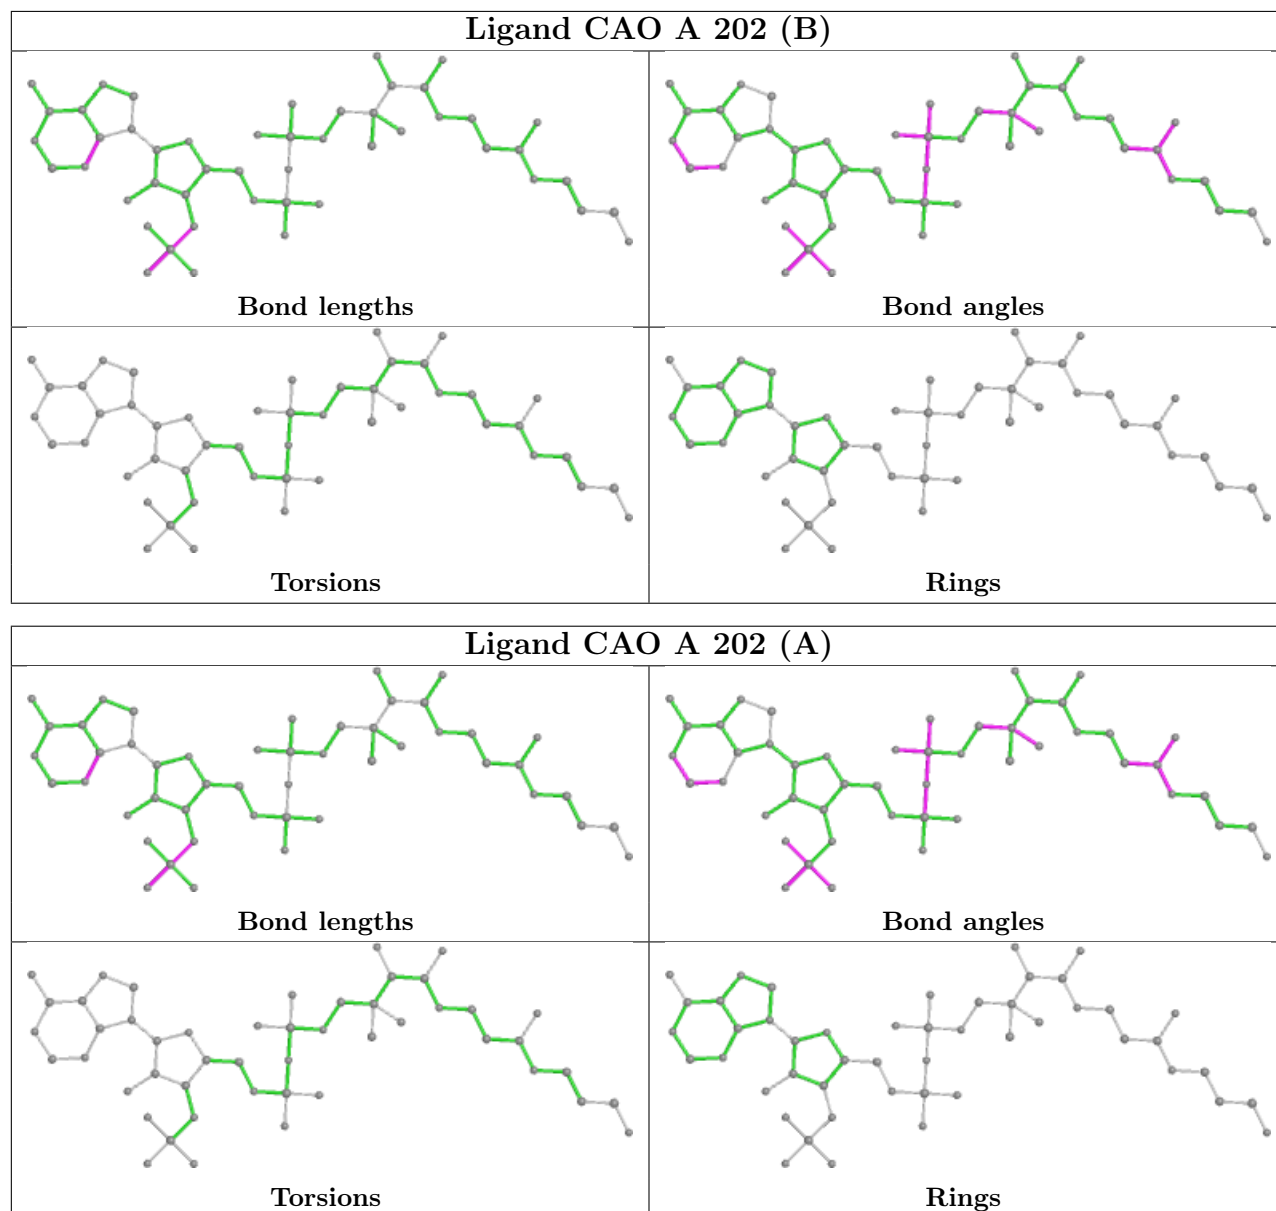 Ligand CAO A 202 (B)
Bond lengths
Bond angles
Torsions
Rings
Ligand CAO A 202 (A)
Bond lengths
Bond angles
Torsions
Rings